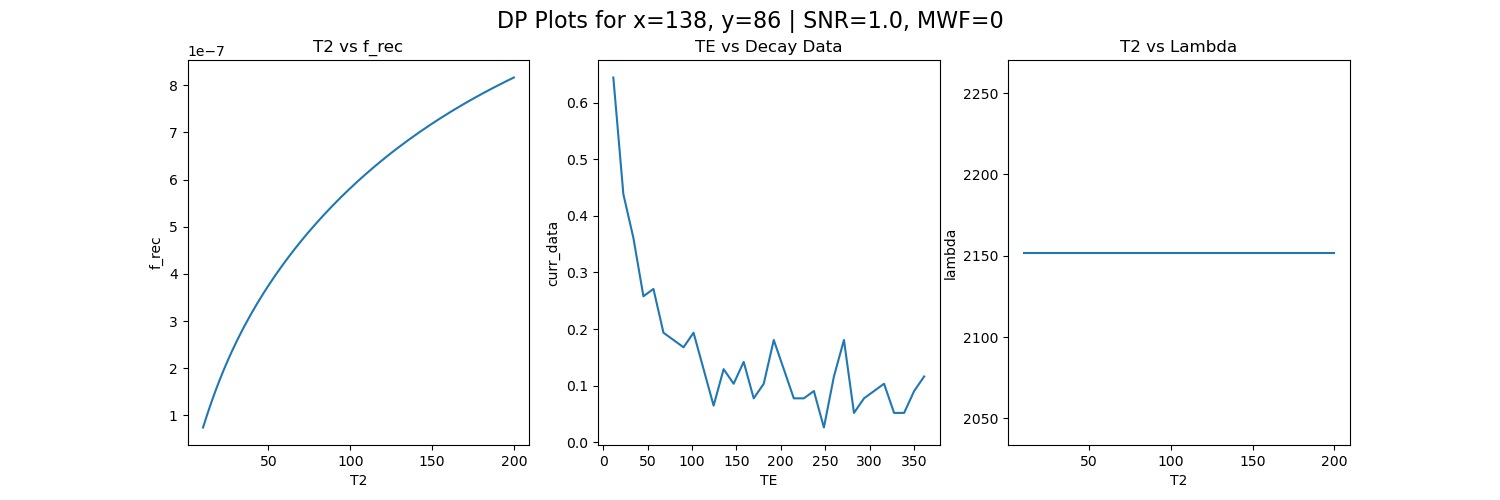 DP Plots for x=138, y=86 | SNR=1.0, MWF=0
T2 vs f_rec
1e−7
8
7
6
5
4
3
2
1
f_rec
50 100 150 200
T2
TE vs Decay Data
0.6
0.5
0.4
0.3
0.2
0.1
0.0
curr_data
0 50 100 150 200 250 300 350
TE
T2 vs Lambda
2250
2200
2150
2100
2050
lambda
50 100 150 200
T2